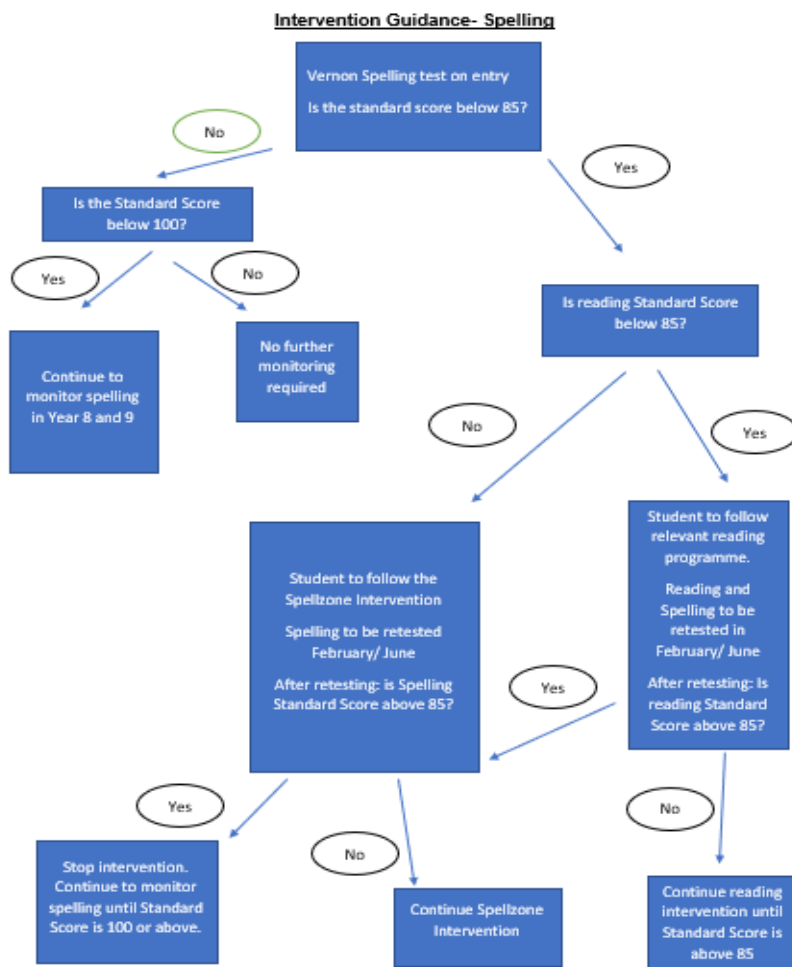 Intervention Guidance- Spelling
Vernon Spelling test on entry
Is the standard score below 85?
No
Yes
Is the Standard Score
below 100?
Yes
No
Is reading Standard Score
below 85?
Continue to
monitor spelling
in Year 8 and 9
No further
monitoring
required
No
Yes
Student to follow the
Spellzone Intervention
Spelling to be retested
February/ June
After retesting: is Spelling
Standard Score above 85?
Student to follow
relevant reading
programme.
Reading and
Spelling to be
retested in
February/ June
After retesting: Is
reading Standard
Score above 85?
Yes
Yes
No
No
Stop intervention.
Continue to monitor
spelling until Standard
Score is 100 or above.
Continue Spellzone
Intervention
Continue reading
intervention until
Standard Score is
above 85